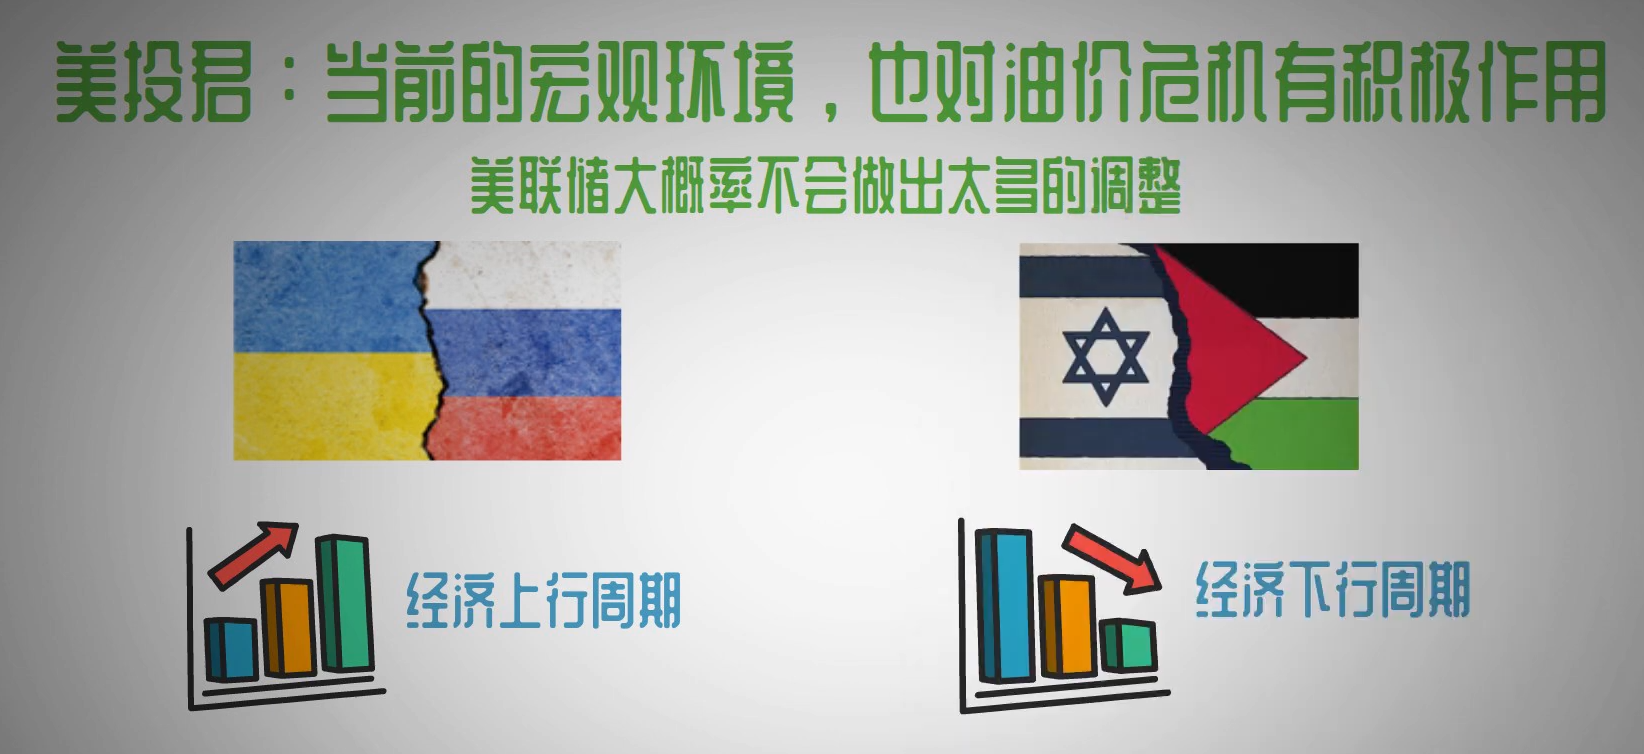 美投君：当前的宏观环境，也对油价危机有积极作用
美联储大概率不会做出太多的调整
经济上行周期
经济下行周期